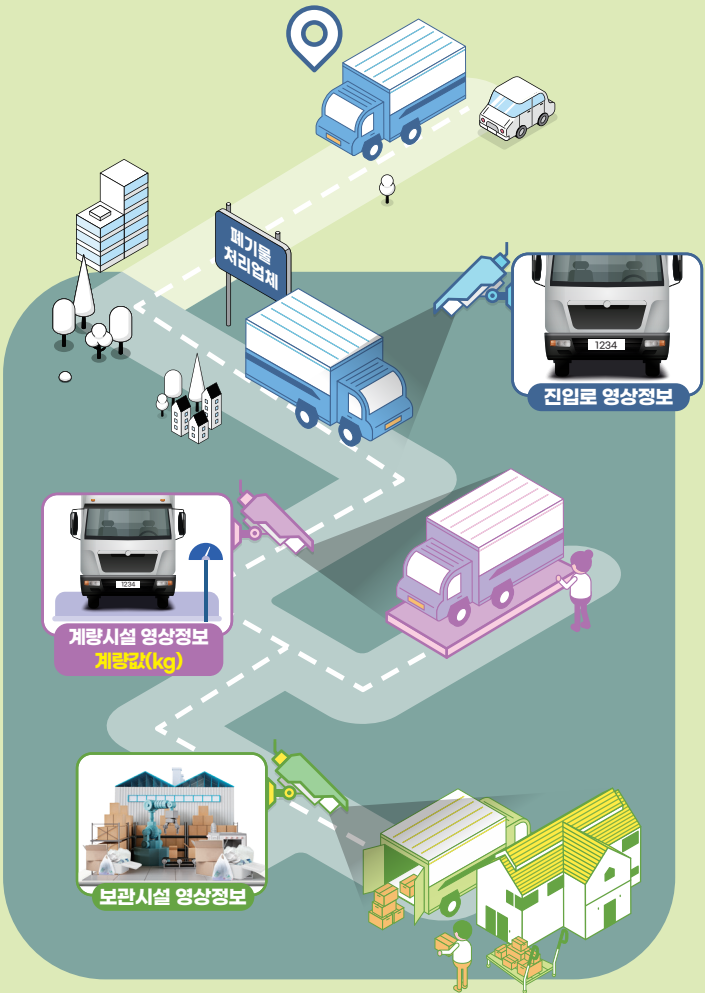 폐기물
처리업체
1234
진입로 영상정보
1234
계량시설 영상정보
계량값(kg)
보관시설 영상정보